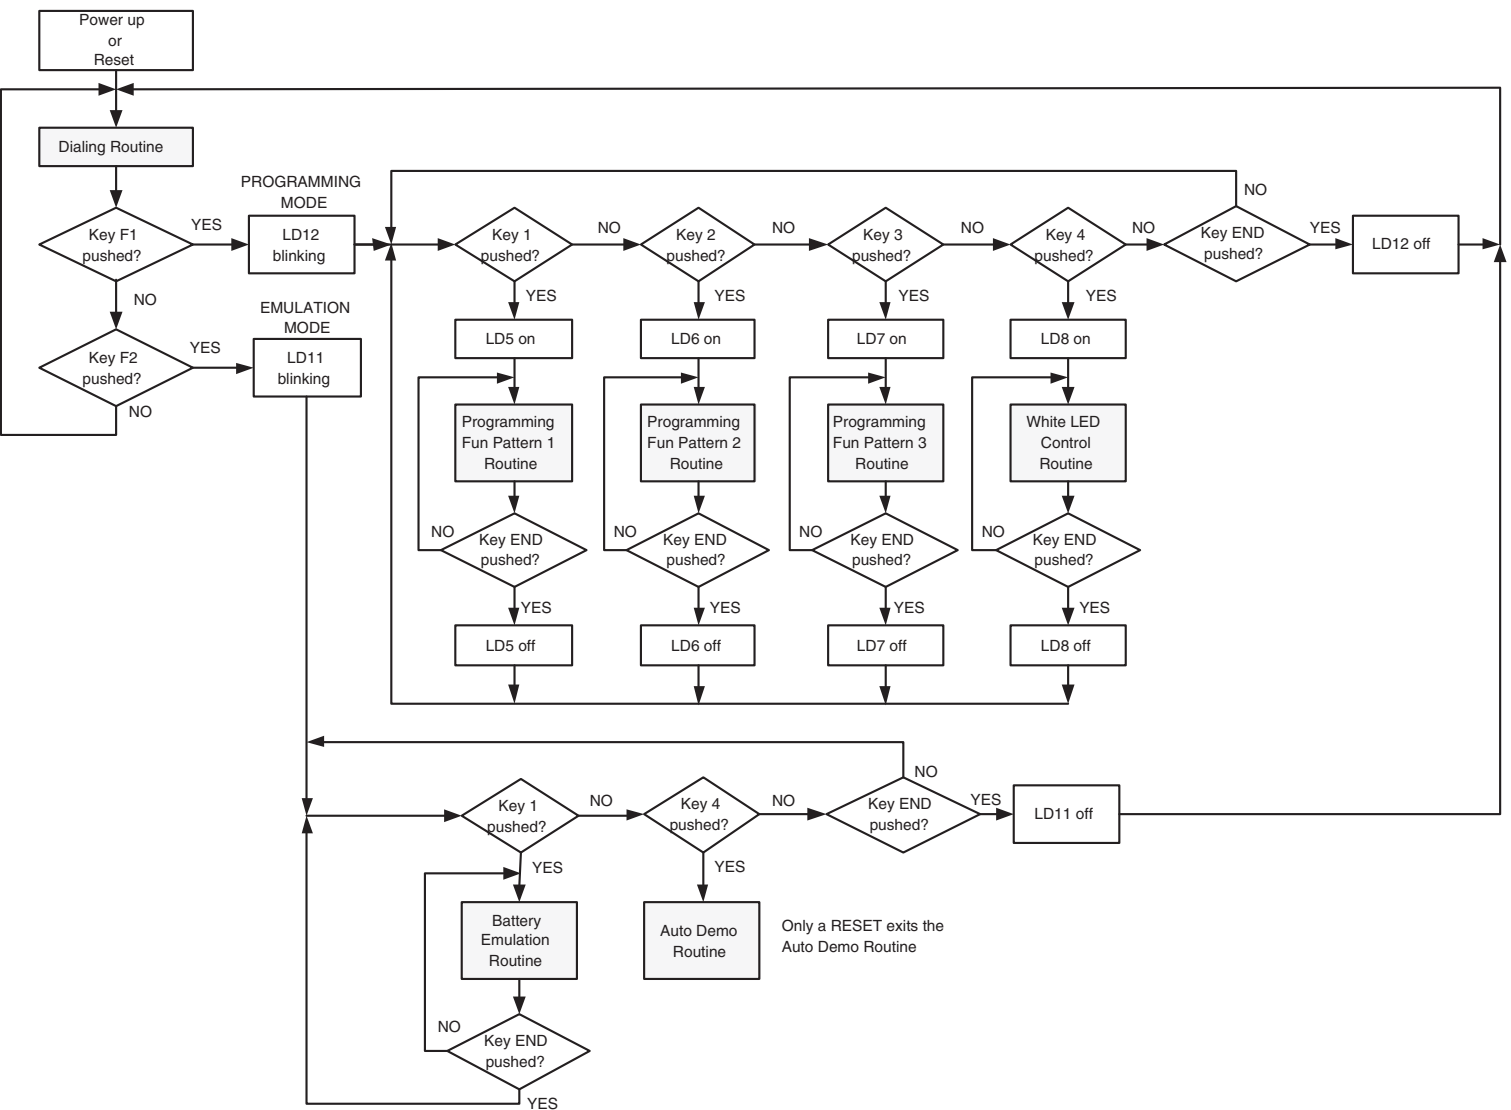 Power up
or
Reset
Dialing Routine
Key F1
pushed?
YES
NO
PROGRAMMING
MODE
LD12
blinking
Key F2
pushed?
YES
NO
EMULATION
MODE
LD11
blinking
Key 1
pushed?
NO
YES
Key 2
pushed?
NO
YES
Key 3
pushed?
NO
YES
Key 4
pushed?
NO
YES
Key END
pushed?
NO
YES
LD12 off
LD5 on
LD6 on
LD7 on
LD8 on
Programming
Fun Pattern 1
Routine
Programming
Fun Pattern 2
Routine
Programming
Fun Pattern 3
Routine
White LED
Control
Routine
NO
Key END
pushed?
YES
NO
Key END
pushed?
YES
NO
Key END
pushed?
YES
NO
Key END
pushed?
YES
LD5 off
LD6 off
LD7 off
LD8 off
Key 1
pushed?
NO
YES
Key 4
pushed?
NO
YES
Key END
pushed?
NO
YES
LD11 off
Battery
Emulation
Routine
Auto Demo
Routine
Only a RESET exits the
Auto Demo Routine
NO
Key END
pushed?
YES